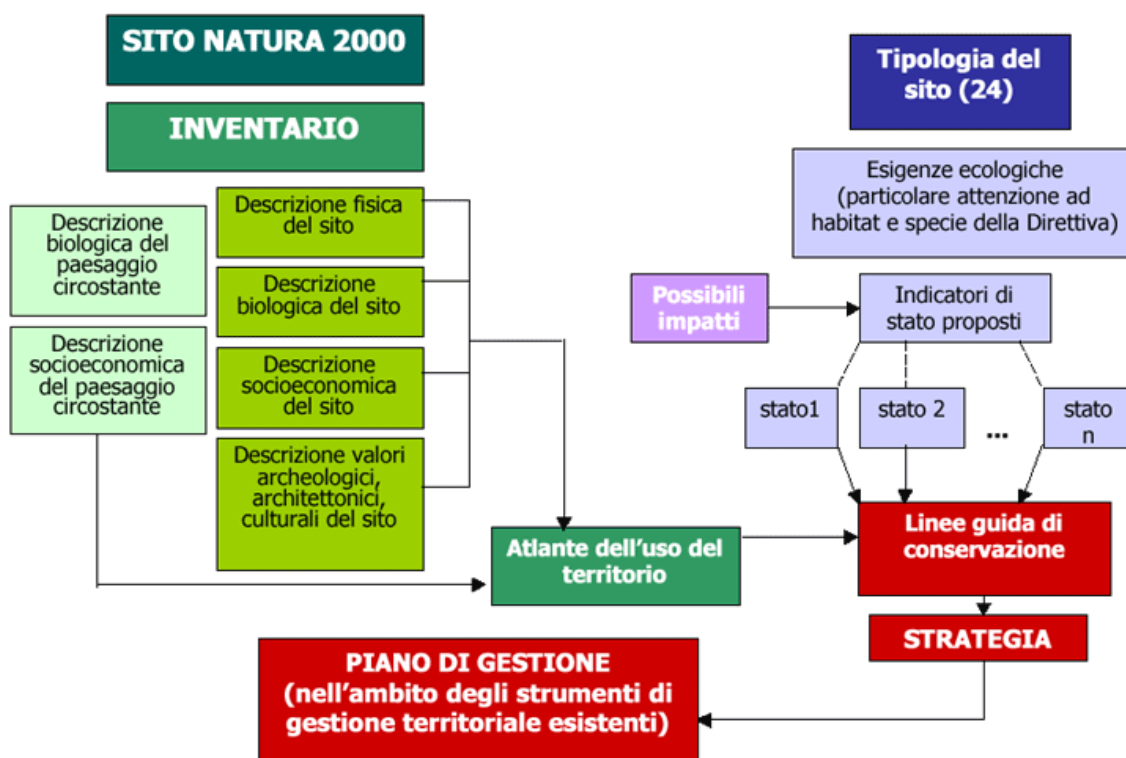 SITO NATURA 2000
INVENTARIO
Descrizione
biologica del
paesaggio
circostante
Descrizione
socioeconomica
del paesaggio
circostante
Descrizione fisica
del sito
Descrizione
biologica del sito
Descrizione
socioeconomica
del sito
Descrizione valori
archeologici,
architettonici,
culturali del sito
Atlante dell’uso del
territorio
Tipologia del
sito (24)
Esigenze ecologiche
(particolare attenzione ad
habitat e specie della Direttiva)
Possibili
impatti
Indicatori di
stato proposti
stato1
stato 2
...
stato
n
Linee guida di
conservazione
STRATEGIA
PIANO DI GESTIONE
(nell’ambito degli strumenti di
gestione territoriale esistenti)